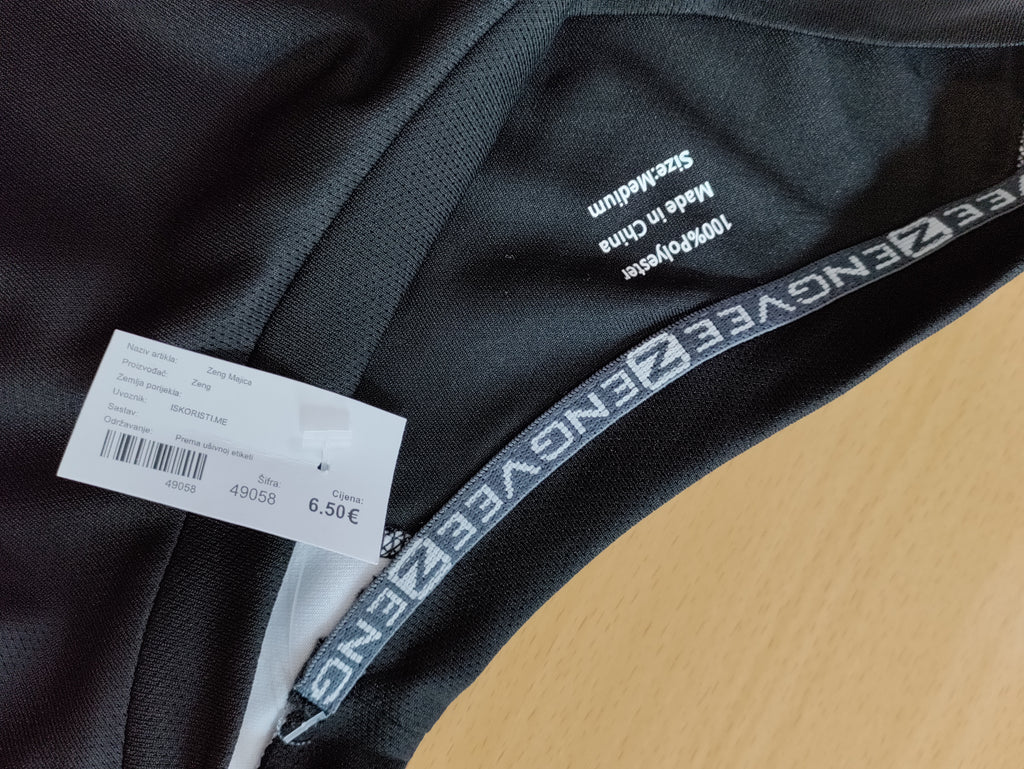 Size:Medium
Made in China
100%Polyester
ENGVEE ZENGVEE ZENGVEE ZENG
Naziv artikla: Zeng Majica
Proizvođač: Zeng
Zemlja porijekla:
Uvoznik: ISKORISTI.ME
Sastav:
Održavanje: Prema ušivnoj etiketi
49058
Šifra:
49058
Cijena:
6.50€